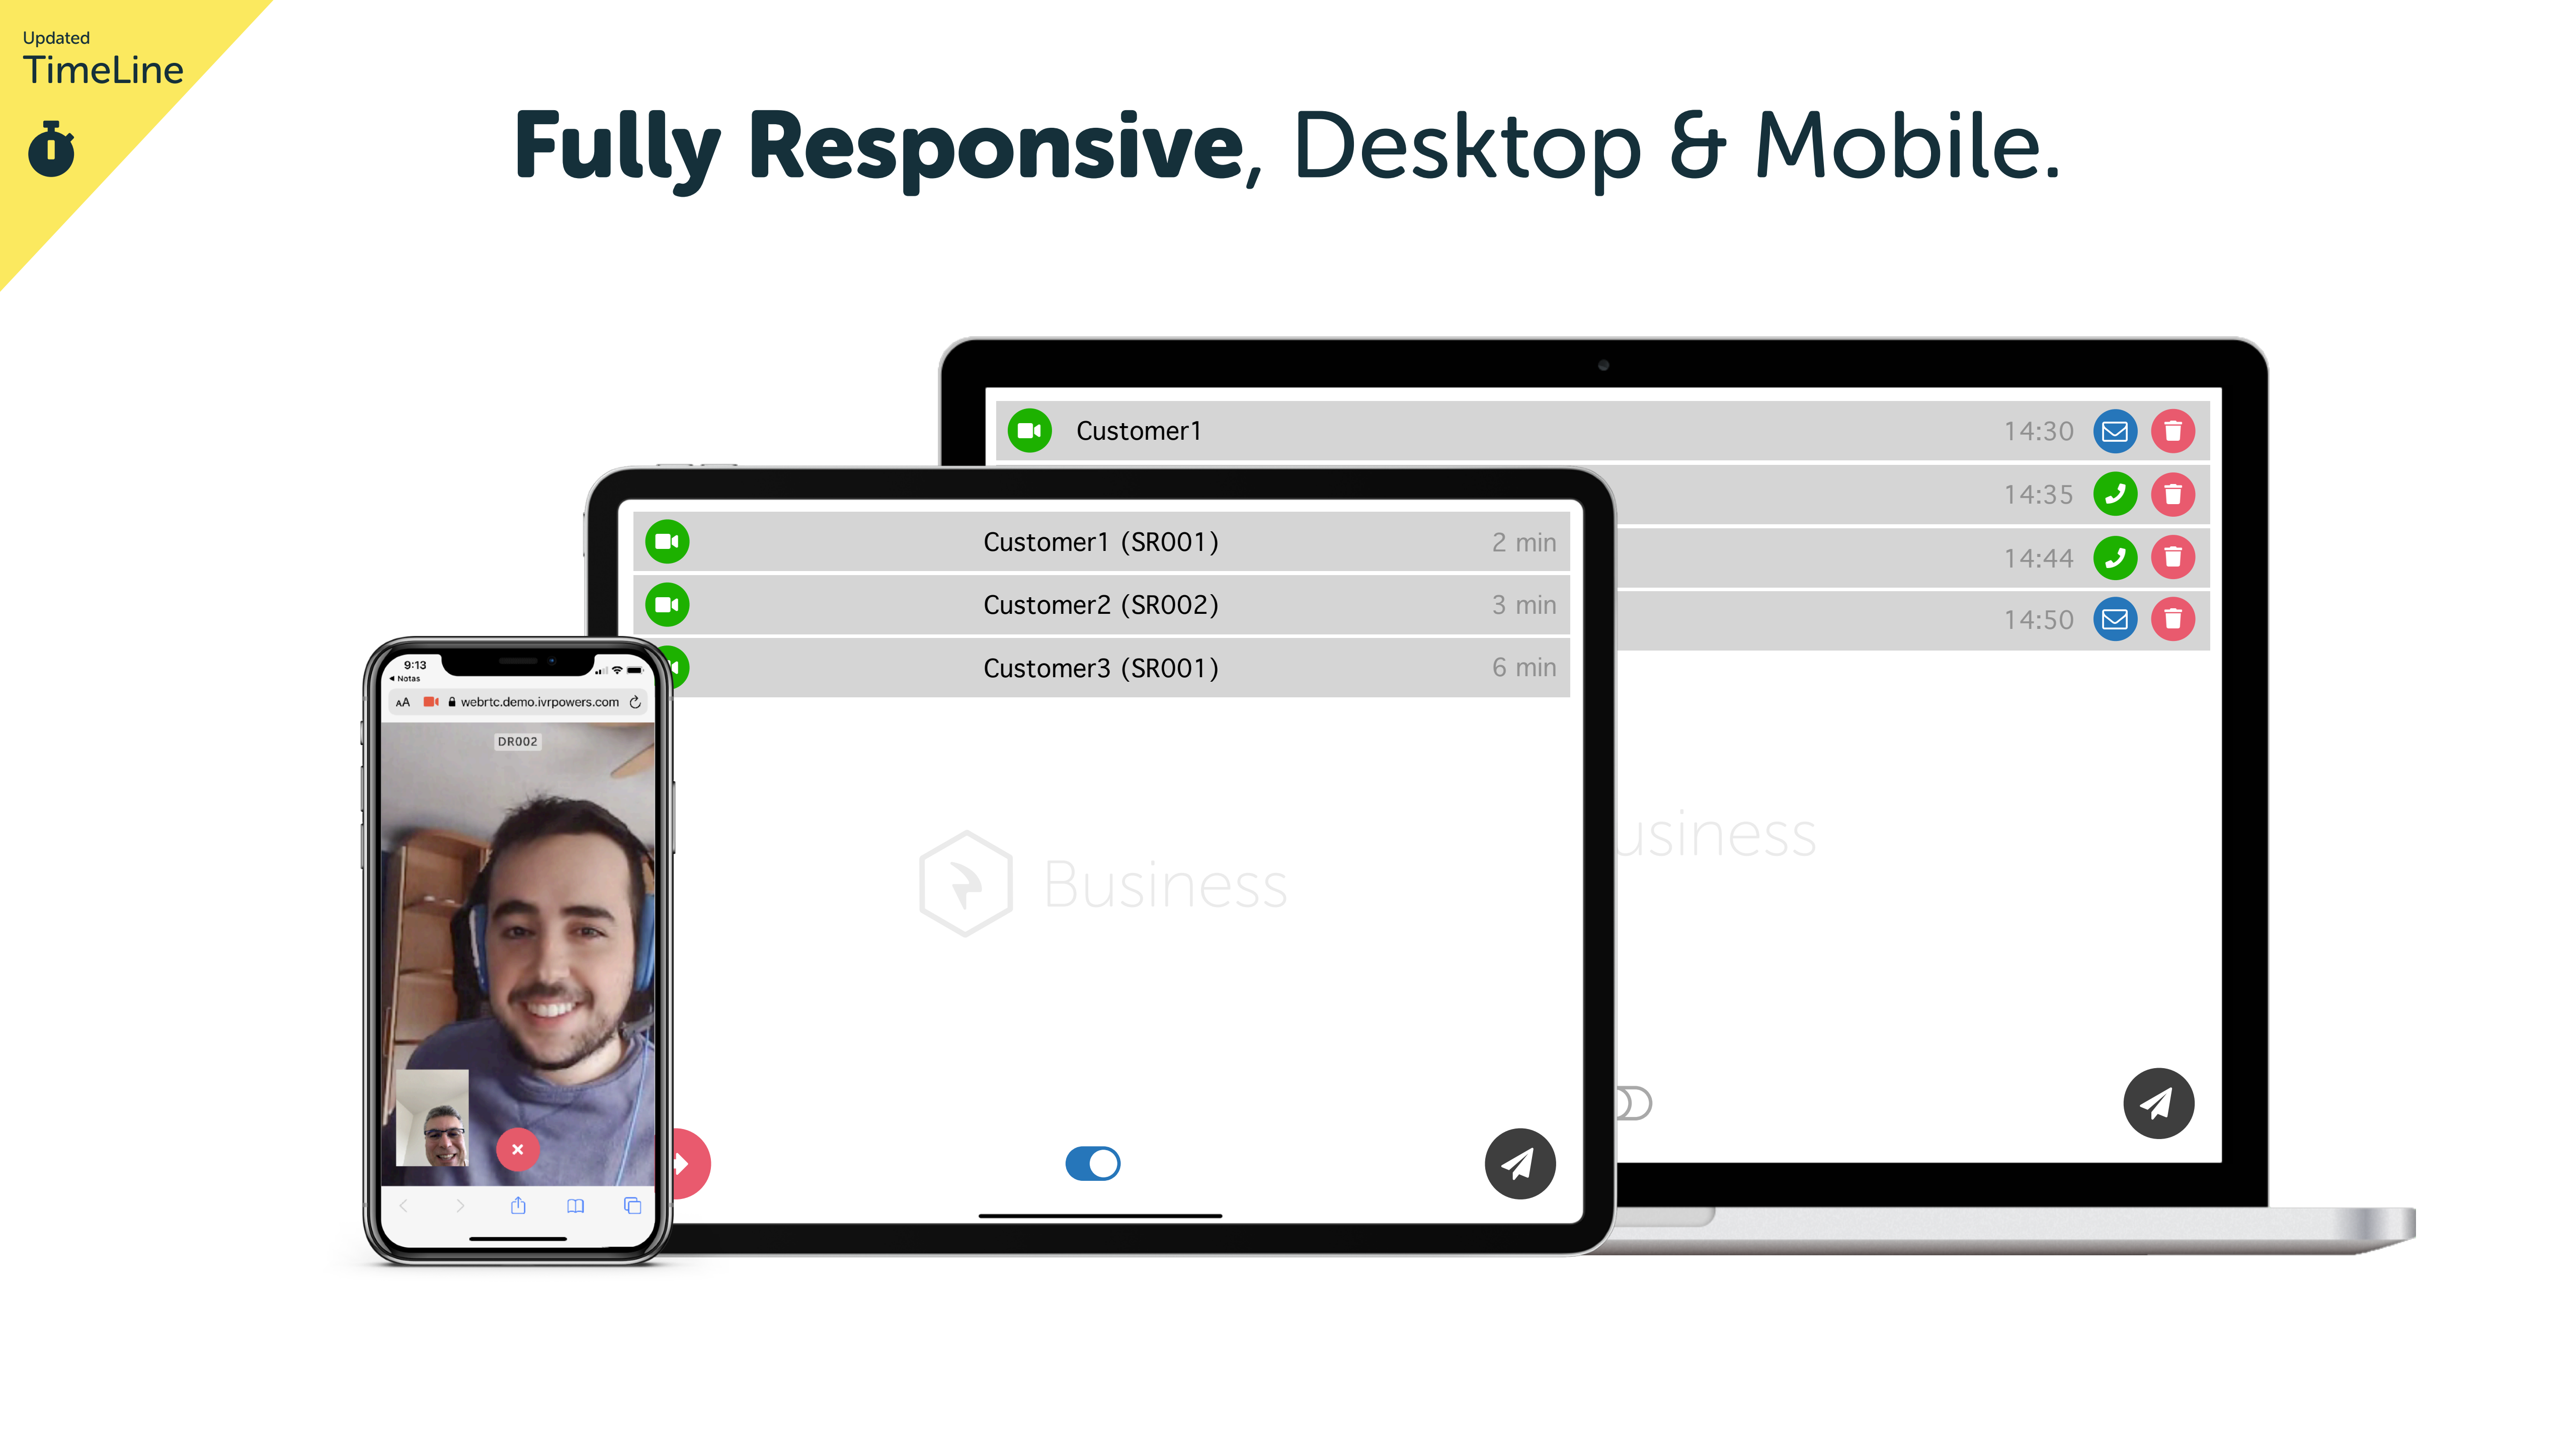 Updated
TimeLine
Fully Responsive, Desktop & Mobile.
Customer1 14:30
14:35
14:44
14:50
usiness
Customer1 (SR001) 2 min
Customer2 (SR002) 3 min
Customer3 (SR001) 6 min
Business
9:13
Notas
AA webrtc.demo.ivrpowers.com
DR002